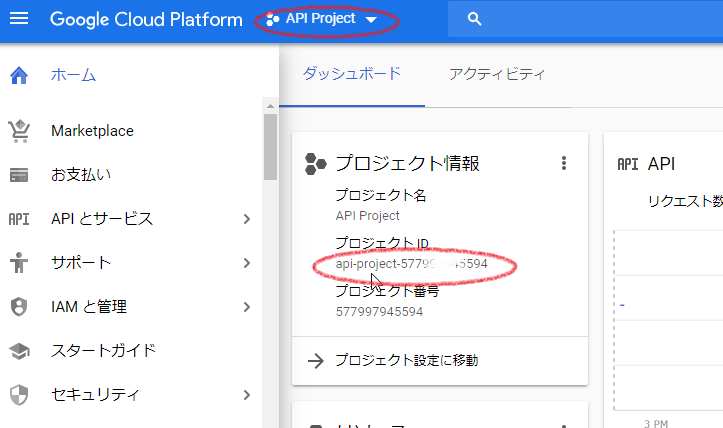 Google Cloud Platform
API Project
ホーム
Marketplace
お支払い
API API とサービス
サポート
IAM と管理
スタートガイド
セキュリティ
ダッシュボード
アクティビティ
プロジェクト情報
プロジェクト名
API Project
プロジェクト ID
プロジェクト番号
577997945594
プロジェクト設定に移動
API API
リクエスト数
3 PM